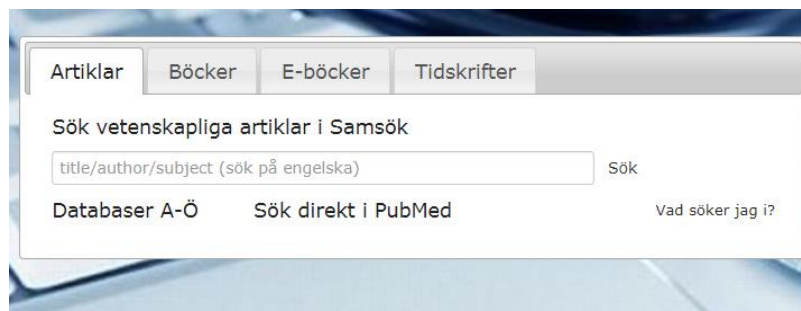 Artiklar Böcker E-böcker Tidskrifter
Sök vetenskapliga artiklar i Samsök
title/author/subject (sök på engelska) Sök
Databaser A-Ö Sök direkt i PubMed Vad söker jag i?